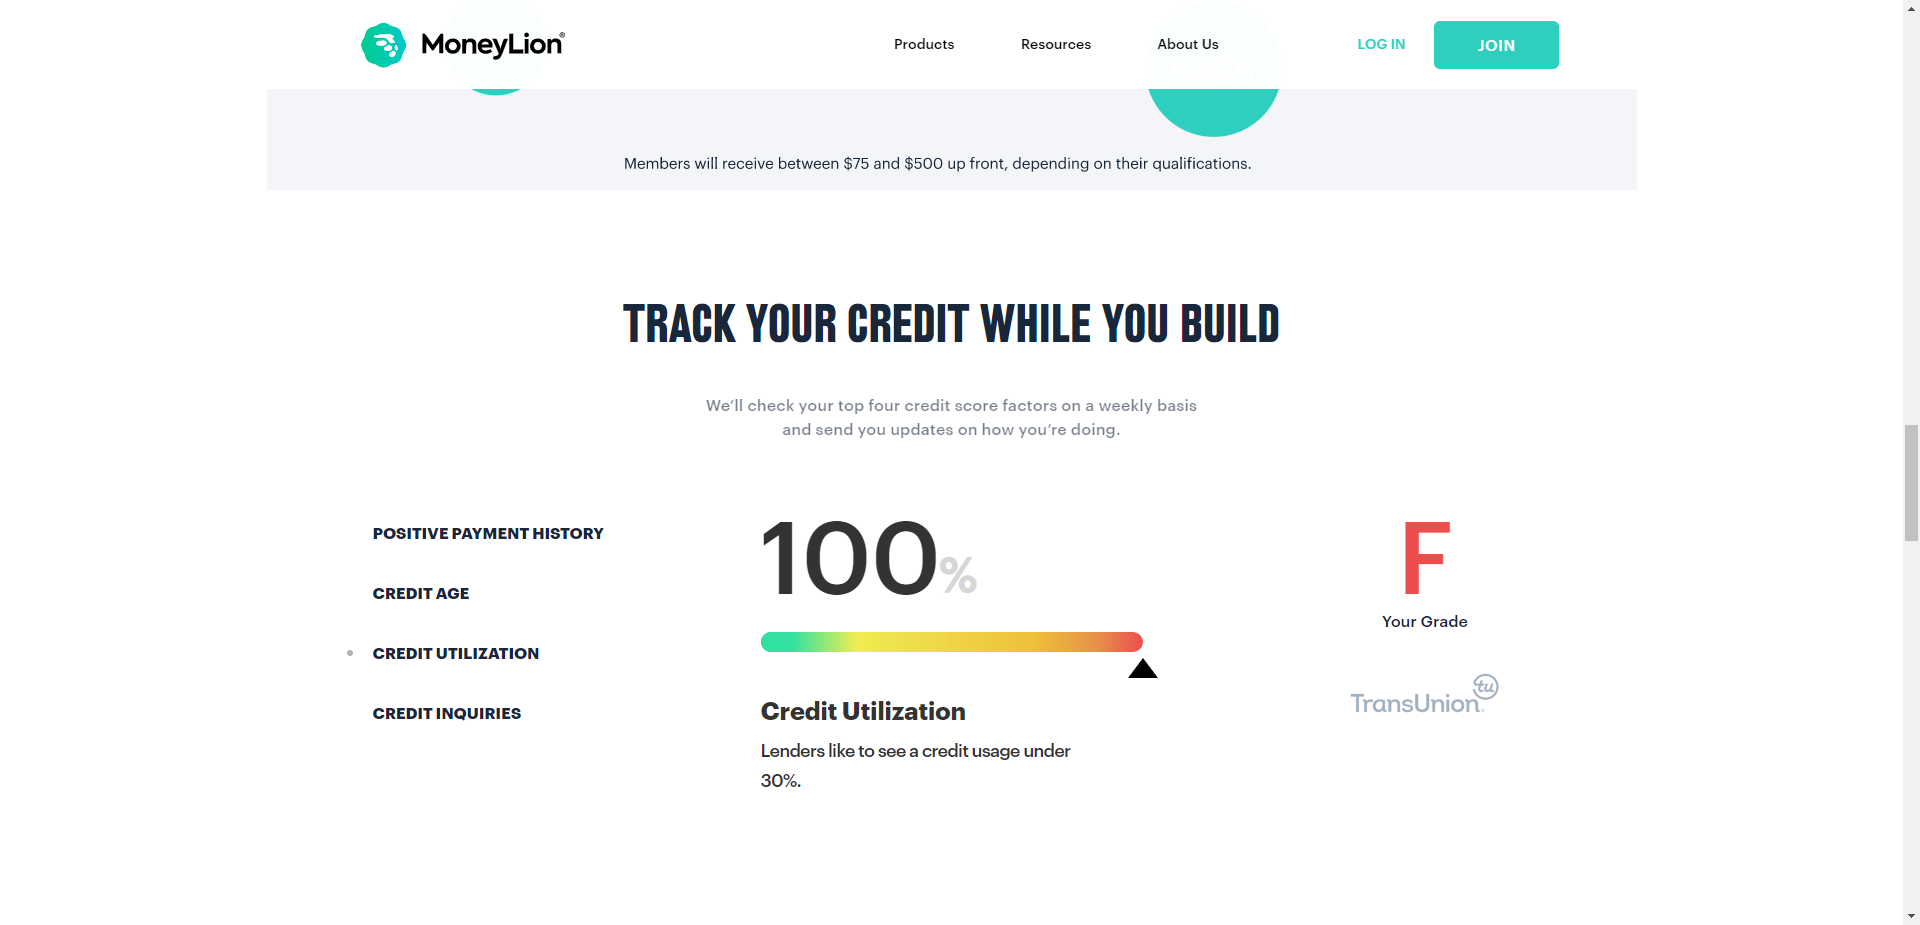 MoneyLion®
Products
Resources
About Us
LOG IN
JOIN
Members will receive between $75 and $500 up front, depending on their qualifications.
TRACK YOUR CREDIT WHILE YOU BUILD
We’ll check your top four credit score factors on a weekly basis
and send you updates on how you’re doing.
POSITIVE PAYMENT HISTORY
CREDIT AGE
CREDIT UTILIZATION
CREDIT INQUIRIES
100%
Credit Utilization
Lenders like to see a credit usage under
30%.
F
Your Grade
TransUnion
tu